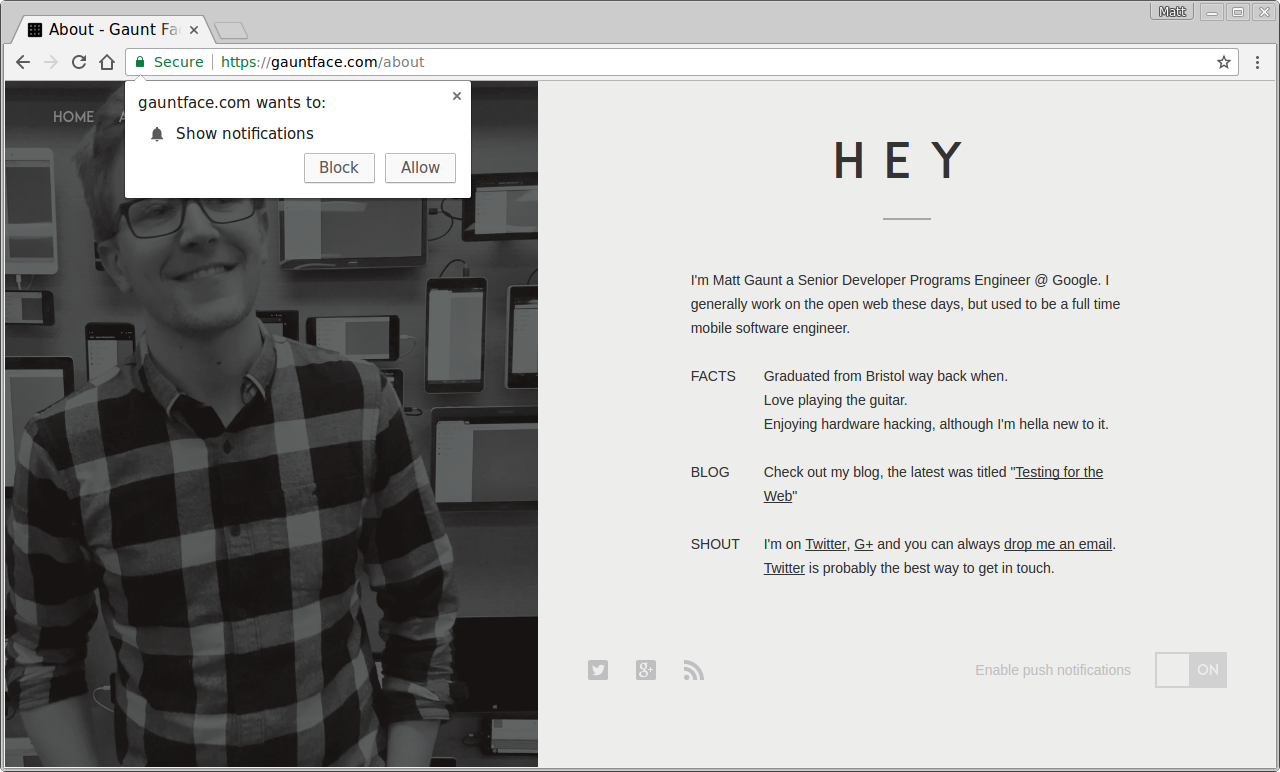 Matt
About - Gaunt Fa
Secure
https://gauntface.com/about
gauntface.com wants to:
Show notifications
Block
Allow
HOME
HEY
I'm Matt Gaunt a Senior Developer Programs Engineer @ Google. I
generally work on the open web these days, but used to be a full time
mobile software engineer.
FACTS
Graduated from Bristol way back when.
Love playing the guitar.
Enjoying hardware hacking, although I'm hella new to it.
BLOG
Check out my blog, the latest was titled "Testing for the
Web"
SHOUT
I'm on Twitter, G+ and you can always drop me an email.
Twitter is probably the best way to get in touch.
Enable push notifications
ON